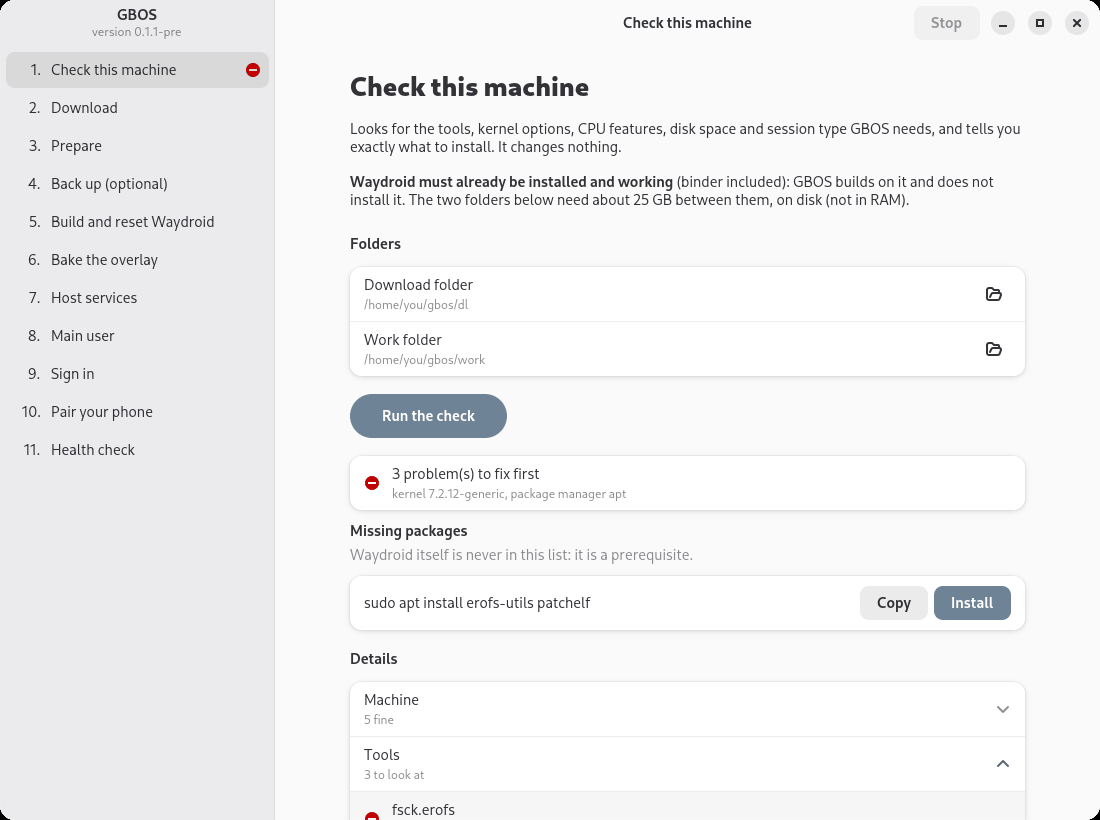 GBOS
version 0.1.1-pre
1. Check this machine
2. Download
3. Prepare
4. Back up (optional)
5. Build and reset Waydroid
6. Bake the overlay
7. Host services
8. Main user
9. Sign in
10. Pair your phone
11. Health check
Check this machine
Stop
Check this machine
Looks for the tools, kernel options, CPU features, disk space and session type GBOS needs, and tells you
exactly what to install. It changes nothing.
Waydroid must already be installed and working (binder included): GBOS builds on it and does not
install it. The two folders below need about 25 GB between them, on disk (not in RAM).
Folders
Download folder
/home/you/gbos/dl
Work folder
/home/you/gbos/work
Run the check
3 problem(s) to fix first
kernel 7.2.12-generic, package manager apt
Missing packages
Waydroid itself is never in this list: it is a prerequisite.
sudo apt install erofs-utils patchelf
Copy
Install
Details
Machine
5 fine
Tools
3 to look at
fsck.erofs